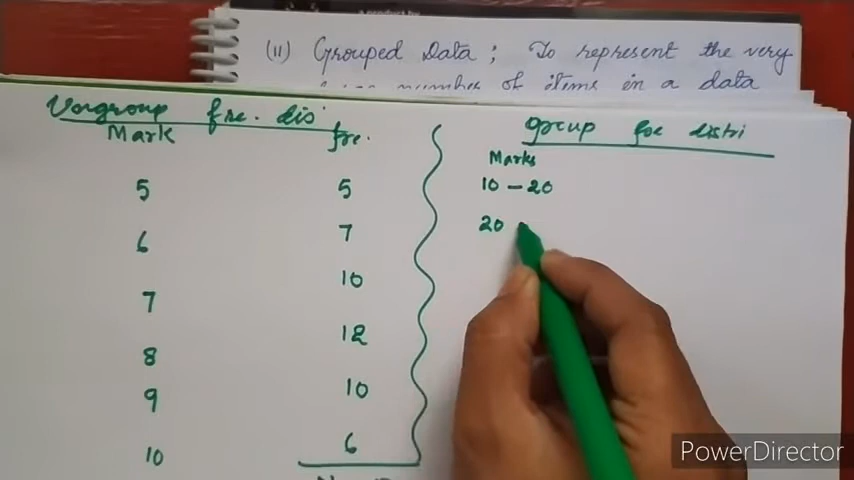 (ii) Grouped Data ; To represent the very
number of items in a data
Ungroup fre. dis.
Mark fre.
5 5
6 7
7 10
8 12
9 10
10 6
group fre distri
Marks
10 - 20
20
PowerDirector